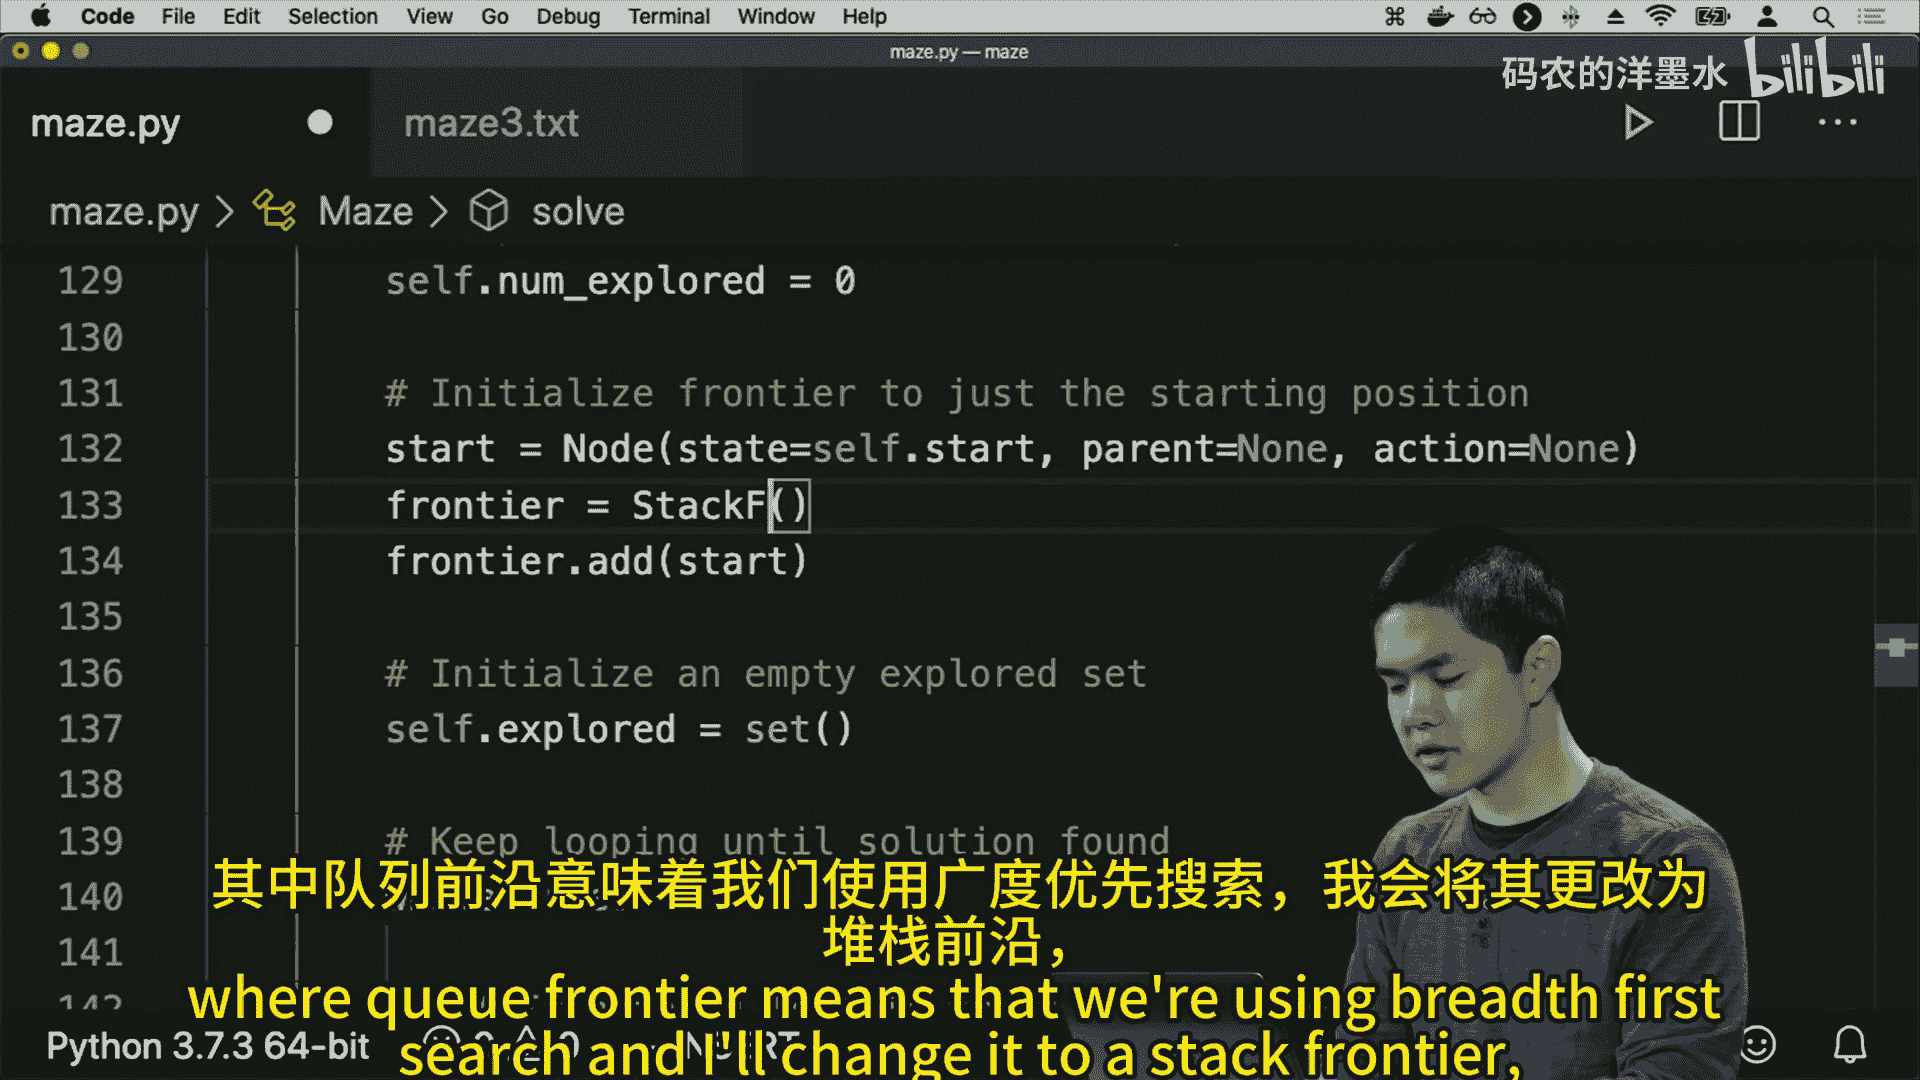 Code File Edit Selection View Go Debug Terminal Window Help
maze.py — maze
码农的洋墨水 bilibili
maze.py maze3.txt
maze.py > Maze > solve
129 self.num_explored = 0
130
131 # Initialize frontier to just the starting position
132 start = Node(state=self.start, parent=None, action=None)
133 frontier = StackF()
134 frontier.add(start)
135
136 # Initialize an empty explored set
137 self.explored = set()
138
139 # Keep looping until solution found
140
141
142
其中队列前沿意味着我们使用广度优先搜索，我会将其更改为
堆栈前沿，
where queue frontier means that we're using breadth first
search and I'll change it to a stack frontier,
Python 3.7.3 64-bit